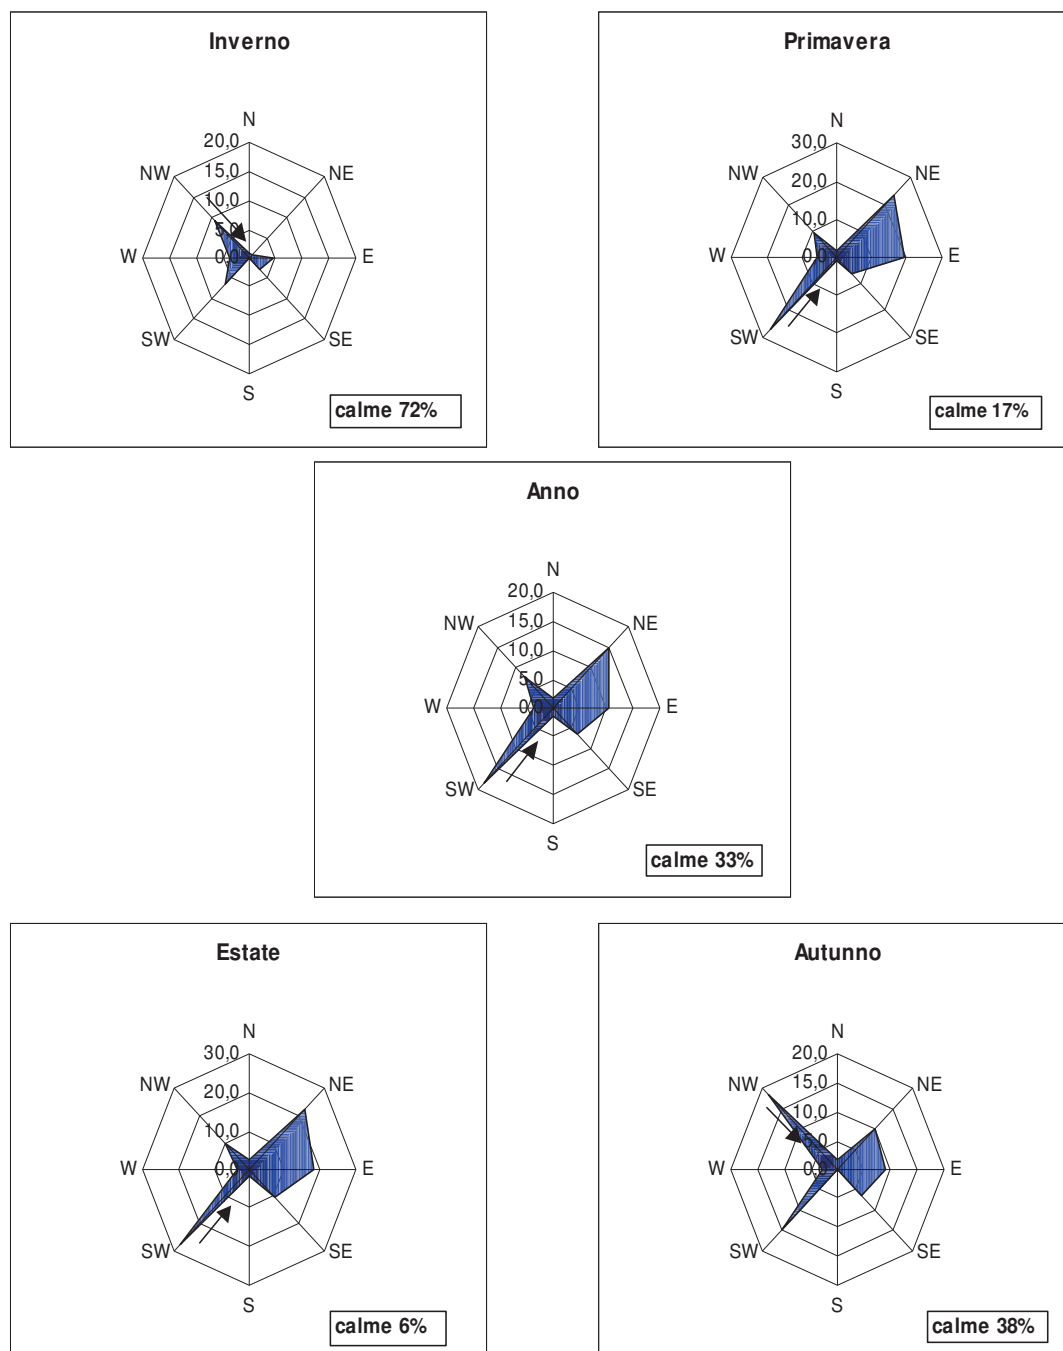 Inverno
N
20,0
NW
15,0
NE
10,0
5,0
W
0,0
E
SW
SE
S
calme 72%
Primavera
N
30,0
NW
NE
20,0
10,0
W
0,0
E
SW
SE
S
calme 17%
Anno
N
20,0
NW
15,0
NE
10,0
5,0
W
0,0
E
SW
SE
S
calme 33%
Estate
N
30,0
NW
20,0
NE
10,0
W
0,0
E
SW
SE
S
calme 6%
Autunno
N
20,0
NW
15,0
NE
10,0
5,0
W
0,0
E
SW
SE
S
calme 38%